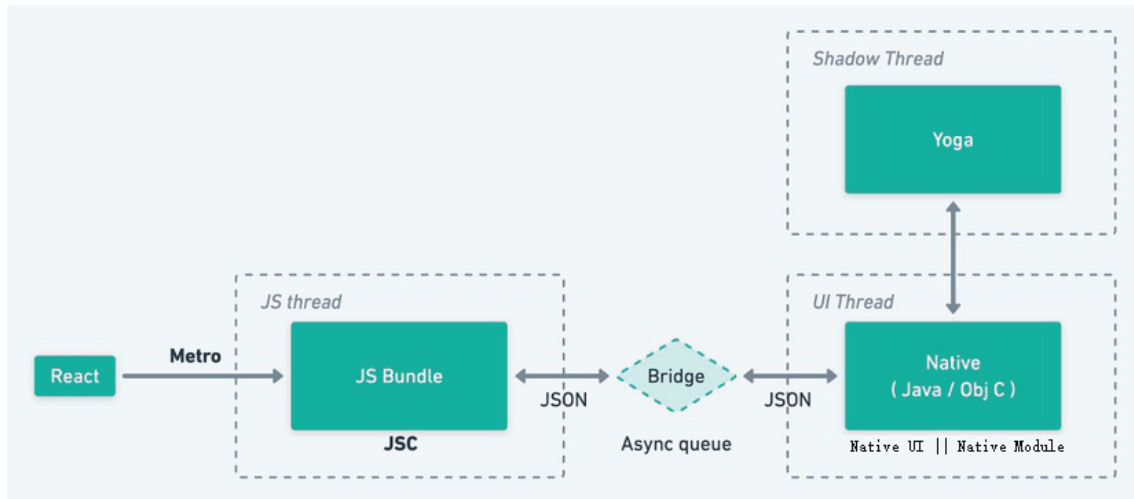 Shadow Thread
Yoga
JS thread
UI Thread
React
Metro
JS Bundle
JSON
Bridge
JSON
Native
( Java / Obj C )
JSC
Async queue
Native UI || Native Module